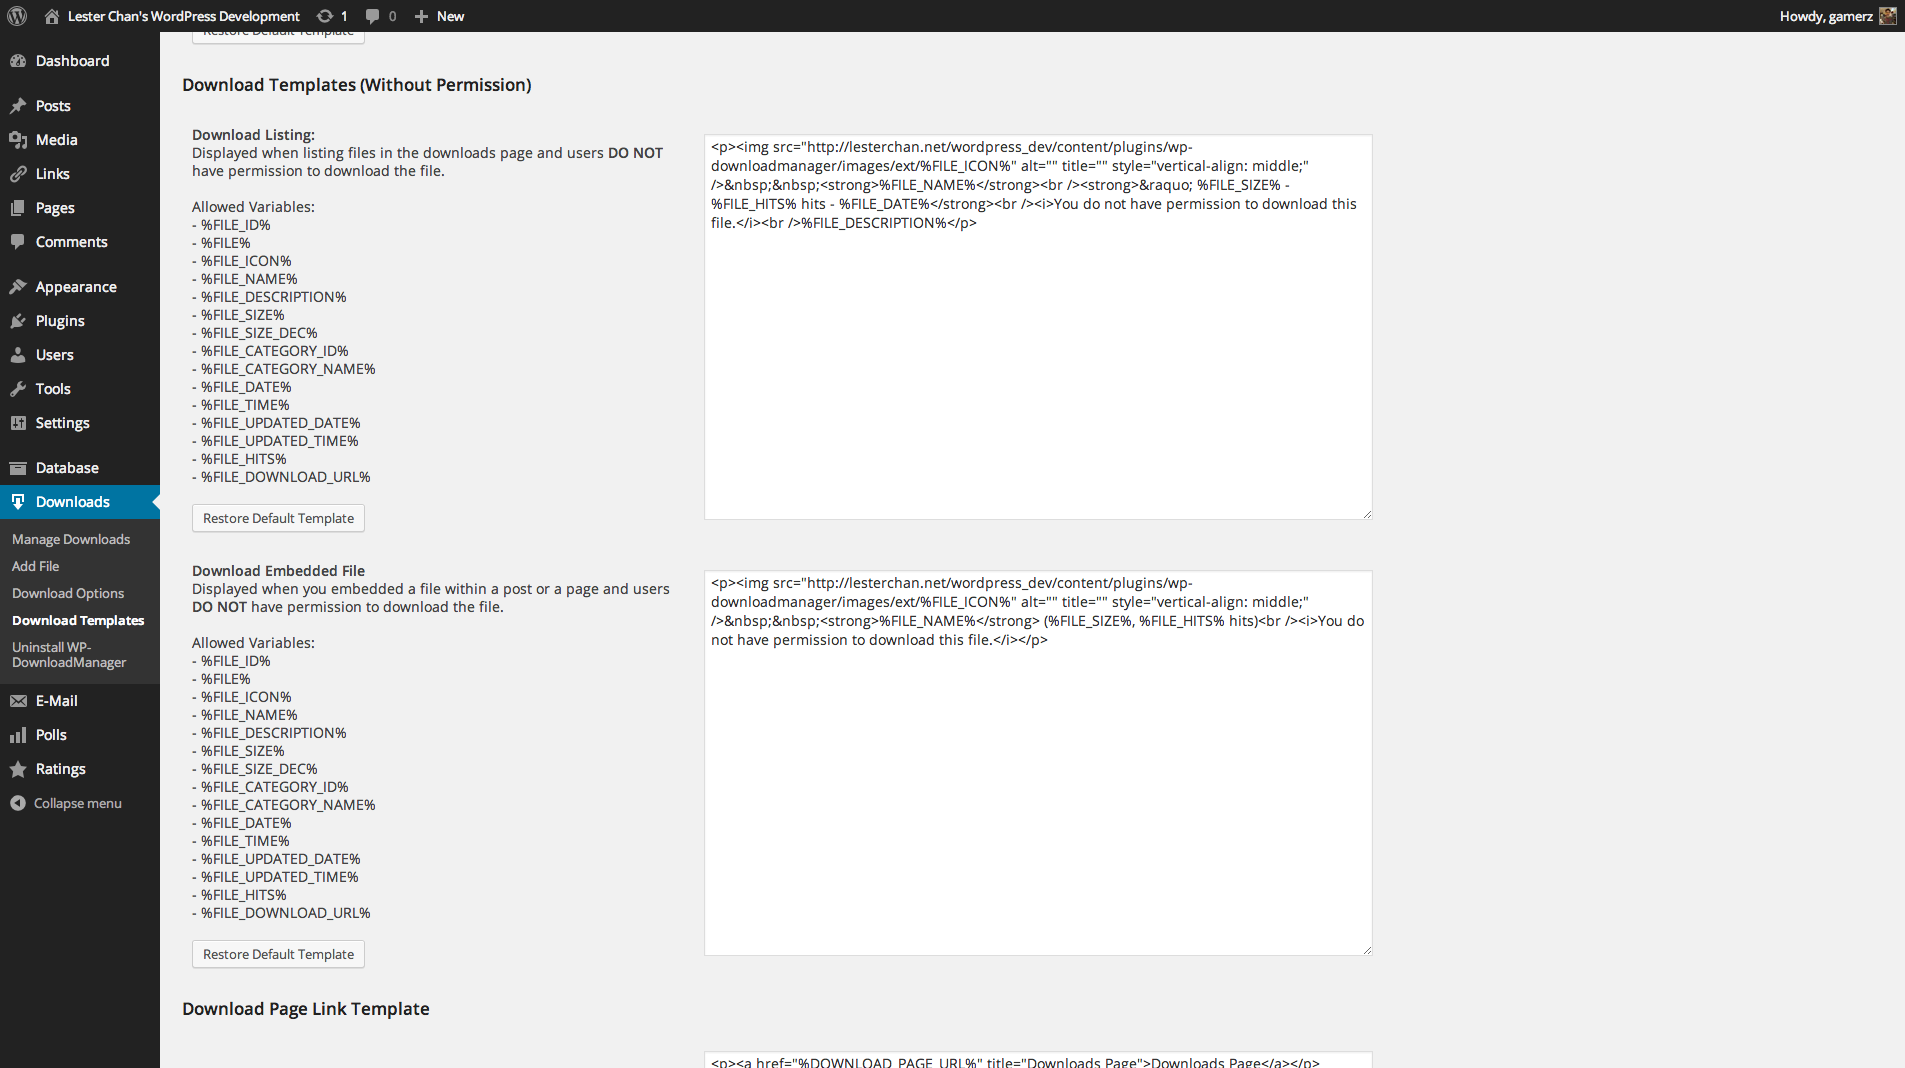 Lester Chan's WordPress Development 1 0 New Howdy, gamerz
Dashboard
Posts
Media
Links
Pages
Comments
Appearance
Plugins
Users
Tools
Settings
Database
Downloads
Manage Downloads
Add File
Download Options
Download Templates
Uninstall WP-
DownloadManager
E-Mail
Polls
Ratings
Collapse menu
Restore Default Template
Download Templates (Without Permission)
Download Listing:
Displayed when listing files in the downloads page and users DO NOT
have permission to download the file.
Allowed Variables:
- %FILE_ID%
- %FILE%
- %FILE_ICON%
- %FILE_NAME%
- %FILE_DESCRIPTION%
- %FILE_SIZE%
- %FILE_SIZE_DEC%
- %FILE_CATEGORY_ID%
- %FILE_CATEGORY_NAME%
- %FILE_DATE%
- %FILE_TIME%
- %FILE_UPDATED_DATE%
- %FILE_UPDATED_TIME%
- %FILE_HITS%
- %FILE_DOWNLOAD_URL%
Restore Default Template
<p><img src="http://lesterchan.net/wordpress_dev/content/plugins/wp-
downloadmanager/images/ext/%FILE_ICON%" alt="" title="" style="vertical-align: middle;"
/>&nbsp;&nbsp;<strong>%FILE_NAME%</strong><br /><strong>&raquo; %FILE_SIZE% -
%FILE_HITS% hits - %FILE_DATE%</strong><br /><i>You do not have permission to download this
file.</i><br />%FILE_DESCRIPTION%</p>
Download Embedded File
Displayed when you embedded a file within a post or a page and users
DO NOT have permission to download the file.
Allowed Variables:
- %FILE_ID%
- %FILE%
- %FILE_ICON%
- %FILE_NAME%
- %FILE_DESCRIPTION%
- %FILE_SIZE%
- %FILE_SIZE_DEC%
- %FILE_CATEGORY_ID%
- %FILE_CATEGORY_NAME%
- %FILE_DATE%
- %FILE_TIME%
- %FILE_UPDATED_DATE%
- %FILE_UPDATED_TIME%
- %FILE_HITS%
- %FILE_DOWNLOAD_URL%
Restore Default Template
<p><img src="http://lesterchan.net/wordpress_dev/content/plugins/wp-
downloadmanager/images/ext/%FILE_ICON%" alt="" title="" style="vertical-align: middle;"
/>&nbsp;&nbsp;<strong>%FILE_NAME%</strong> (%FILE_SIZE%, %FILE_HITS% hits)<br /><i>You do
not have permission to download this file.</i></p>
Download Page Link Template
<p><a href="%DOWNLOAD_PAGE_URL%" title="Downloads Page">Downloads Page</a></p>